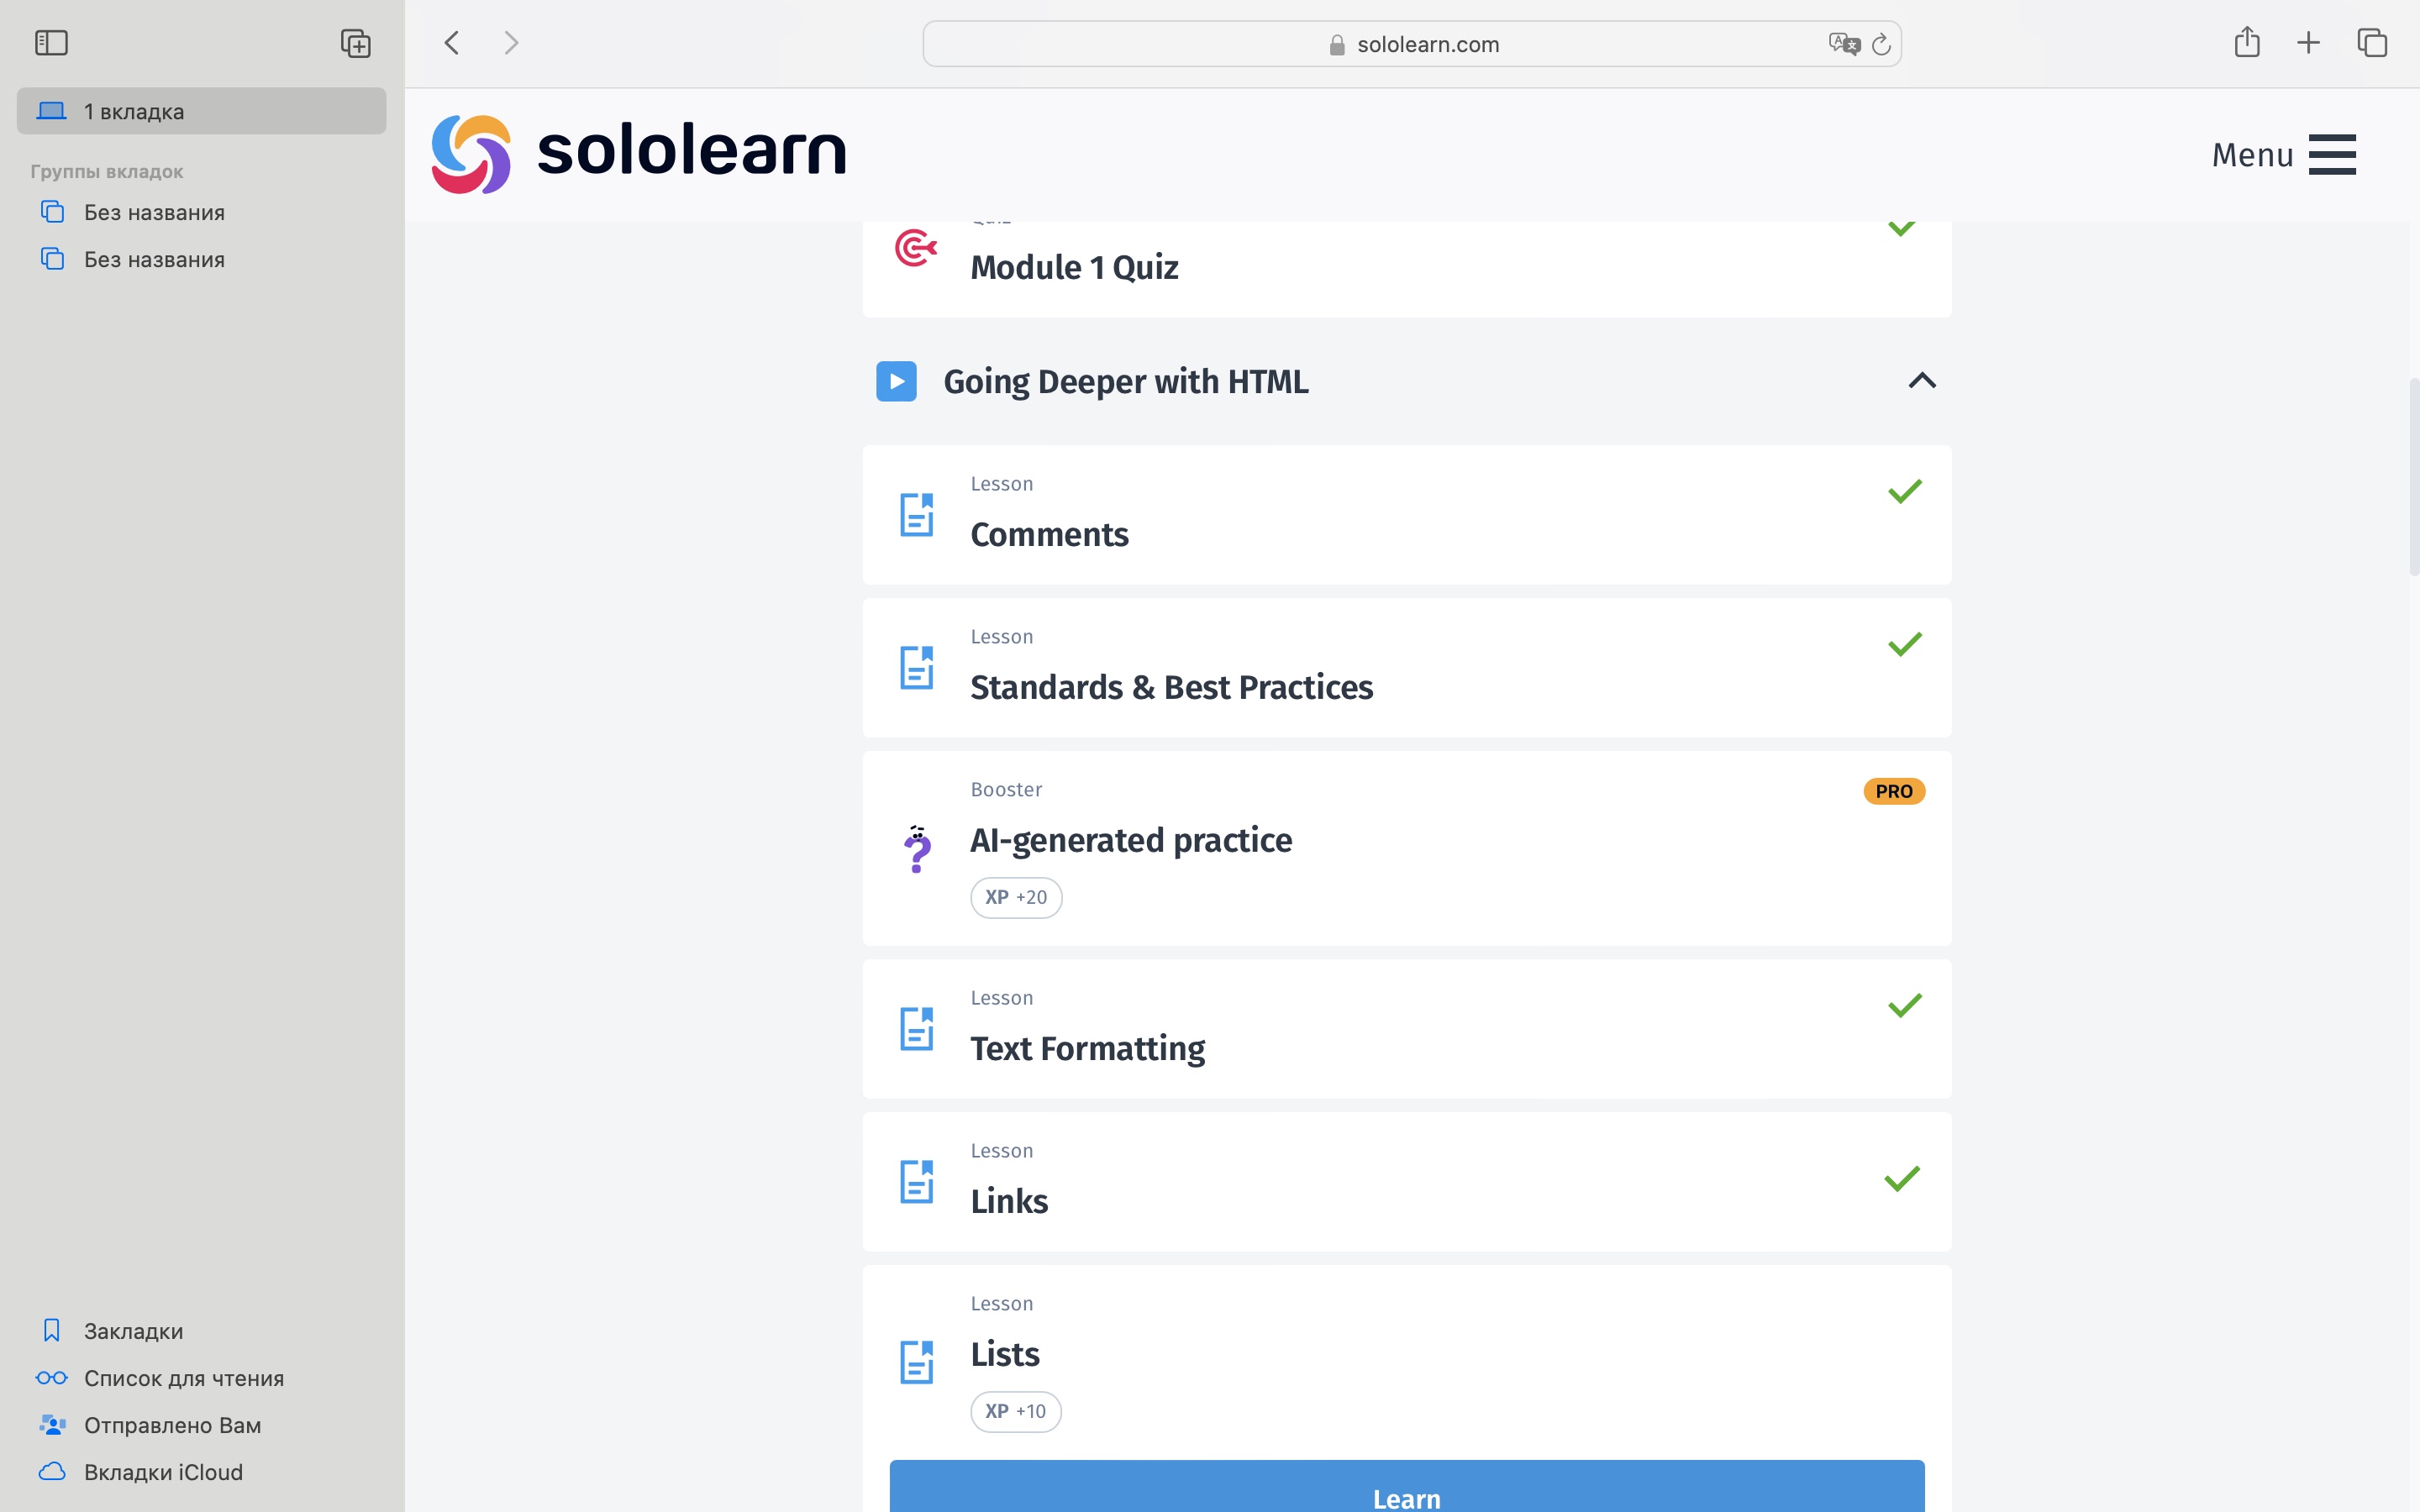 1 вкладка
Группы вкладок
Без названия
Без названия
Закладки
Список для чтения
Отправлено Вам
Вкладки iCloud
sololearn.com
sololearn
Menu
Module 1 Quiz
Going Deeper with HTML
Lesson
Comments
Lesson
Standards & Best Practices
Booster
PRO
AI-generated practice
XP +20
Lesson
Text Formatting
Lesson
Links
Lesson
Lists
XP +10
Learn